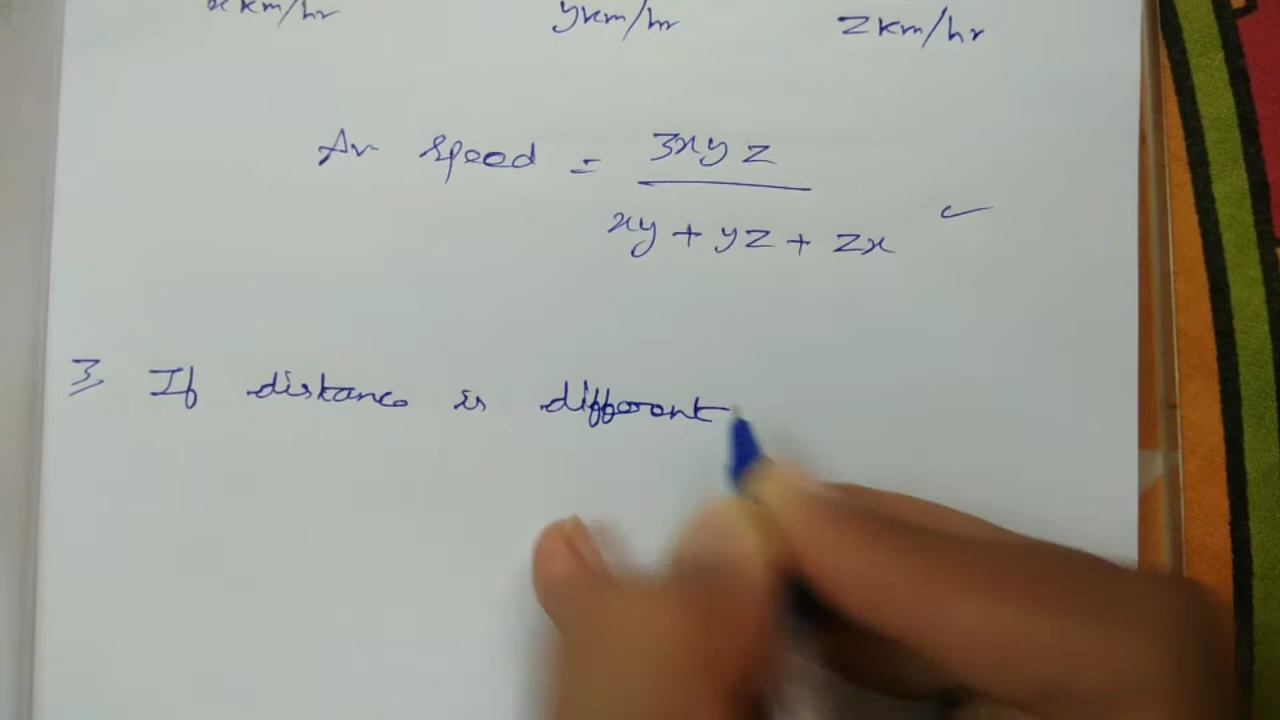 x km/hr y km/hr z km/hr
Av speed = 3xyz
xy + yz + zx
3, If distance is different